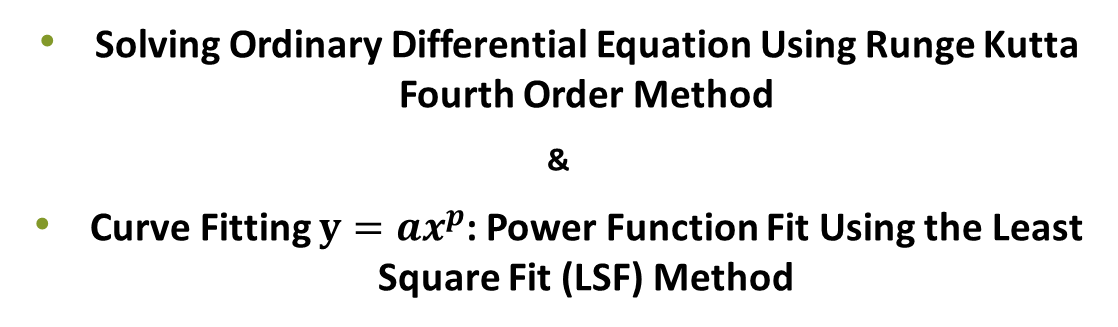 • Solving Ordinary Differential Equation Using Runge Kutta
Fourth Order Method
&
• Curve Fitting y = axᵖ: Power Function Fit Using the Least
Square Fit (LSF) Method